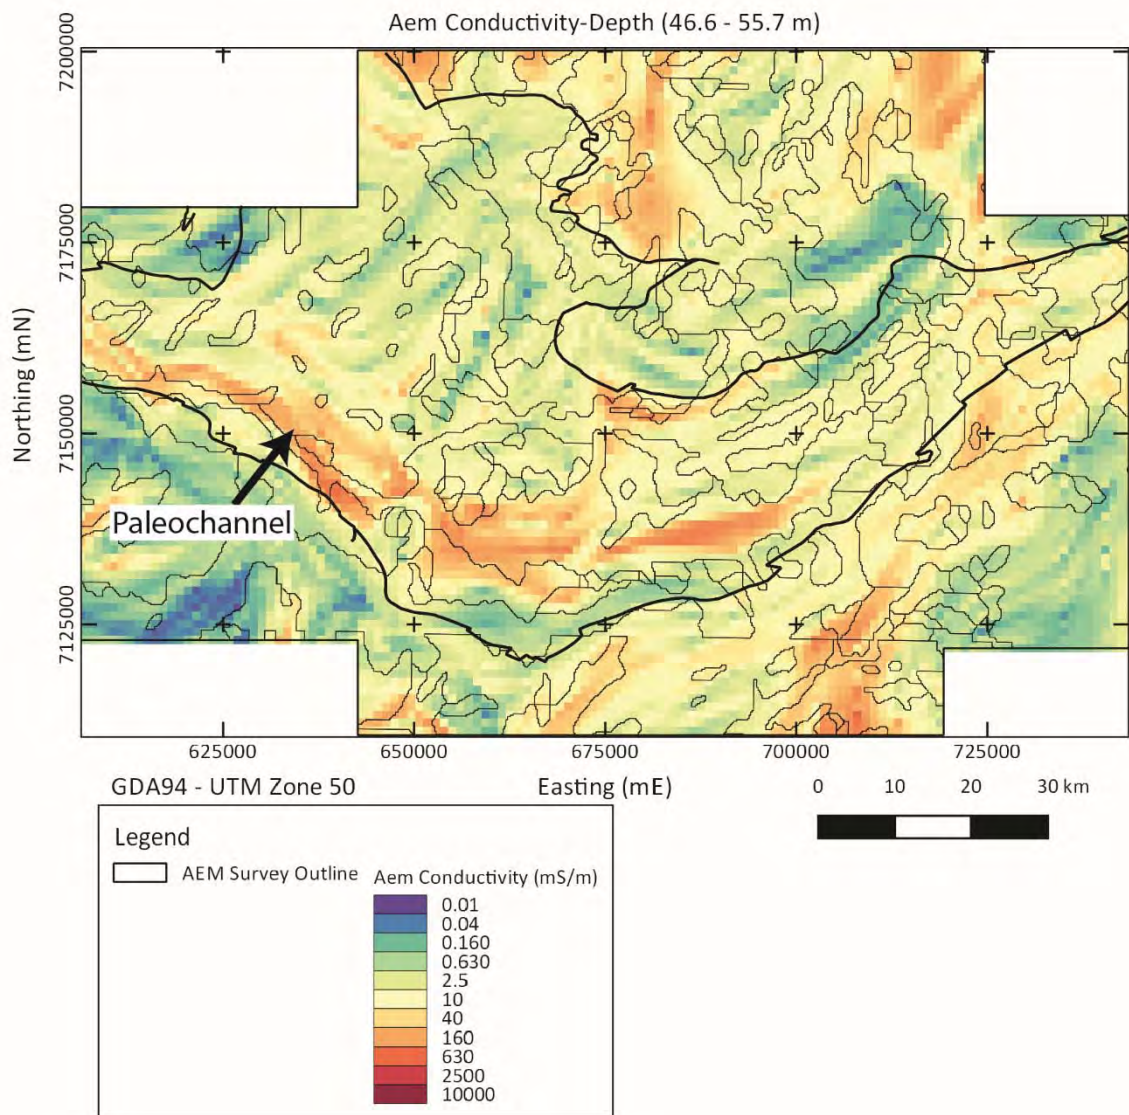 Aem Conductivity-Depth (46.6 - 55.7 m)
7200000
7175000
Northing (mN)
7150000
Paleochannel
7125000
625000 650000 675000 700000 725000
GDA94 - UTM Zone 50 Easting (mE)
0 10 20 30 km
Legend
AEM Survey Outline
Aem Conductivity (mS/m)
0.01
0.04
0.160
0.630
2.5
10
40
160
630
2500
10000